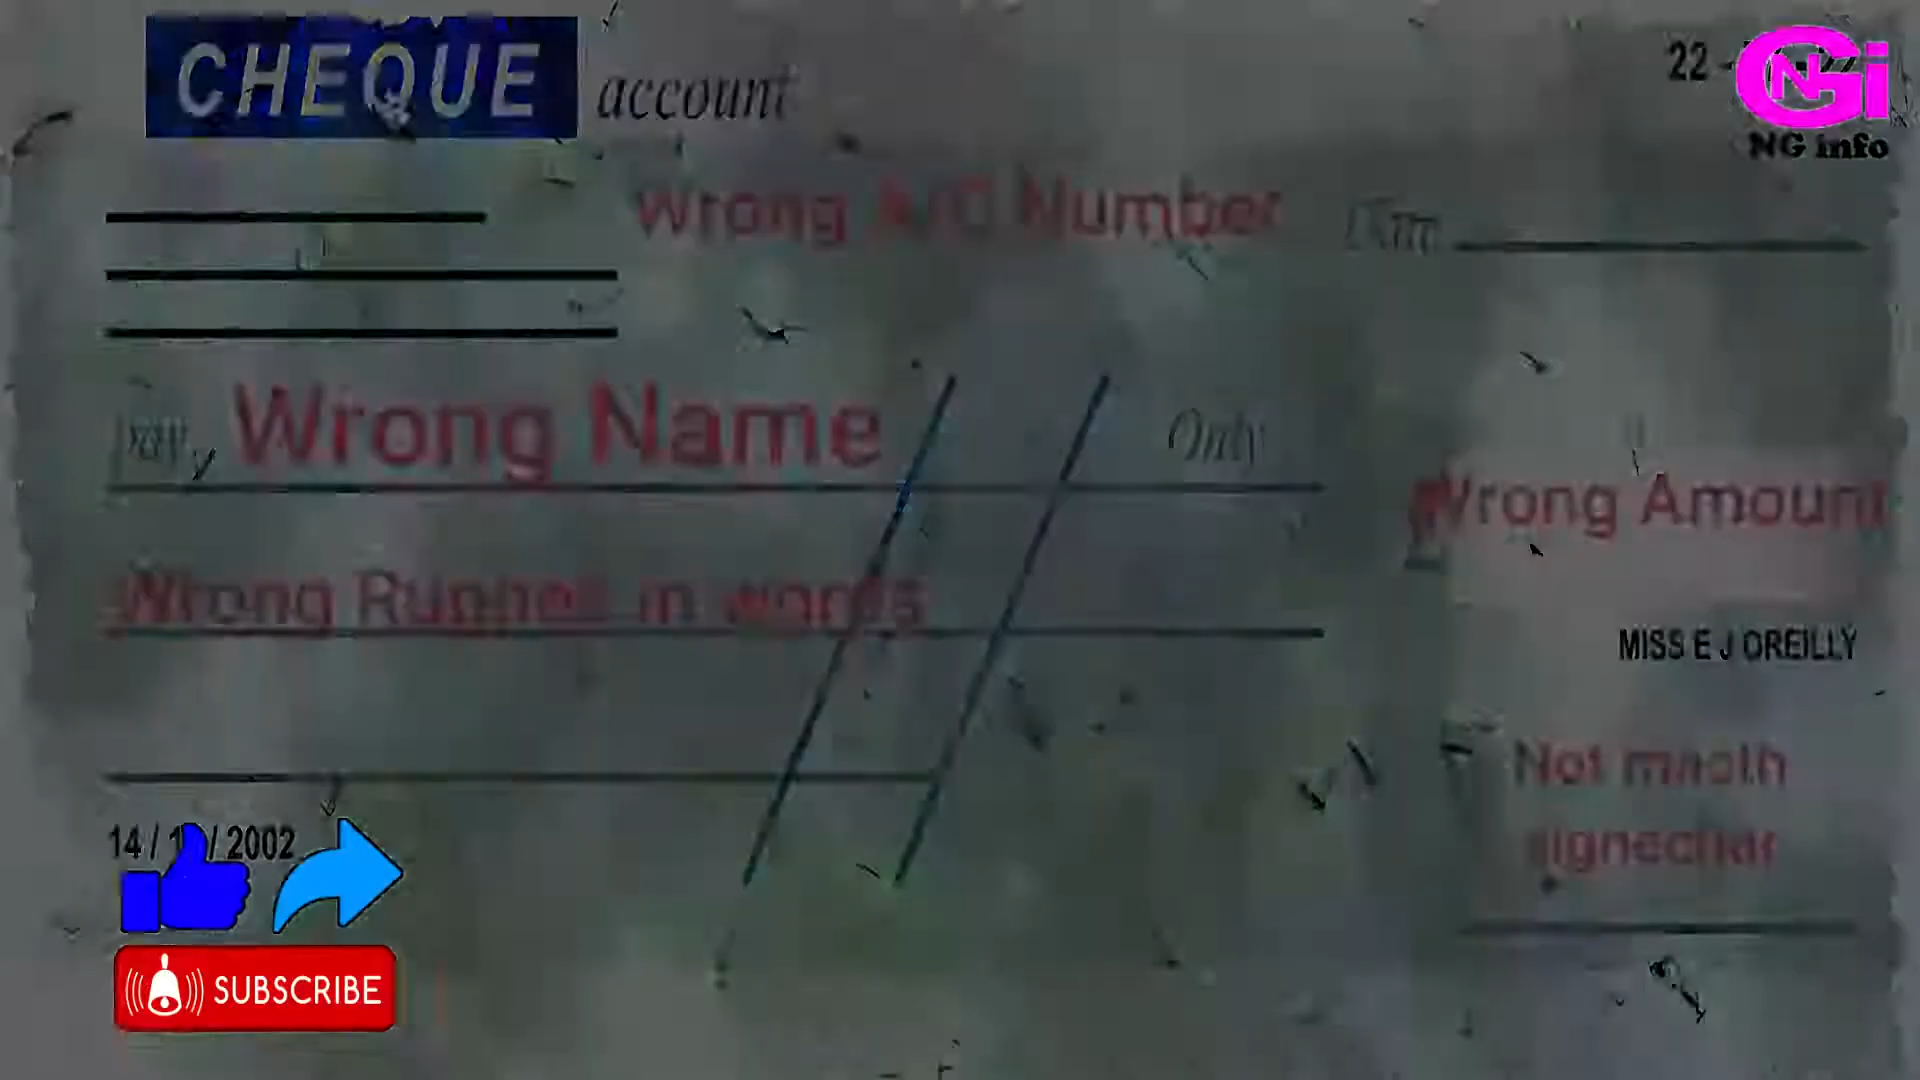 CHEQUE account
22 -
NG info
Wrong A/C Number
Wrong Name
Only
Wrong Amount
Wrong in words
MISS E J OREILLY
Not
14 / / 2002
SUBSCRIBE